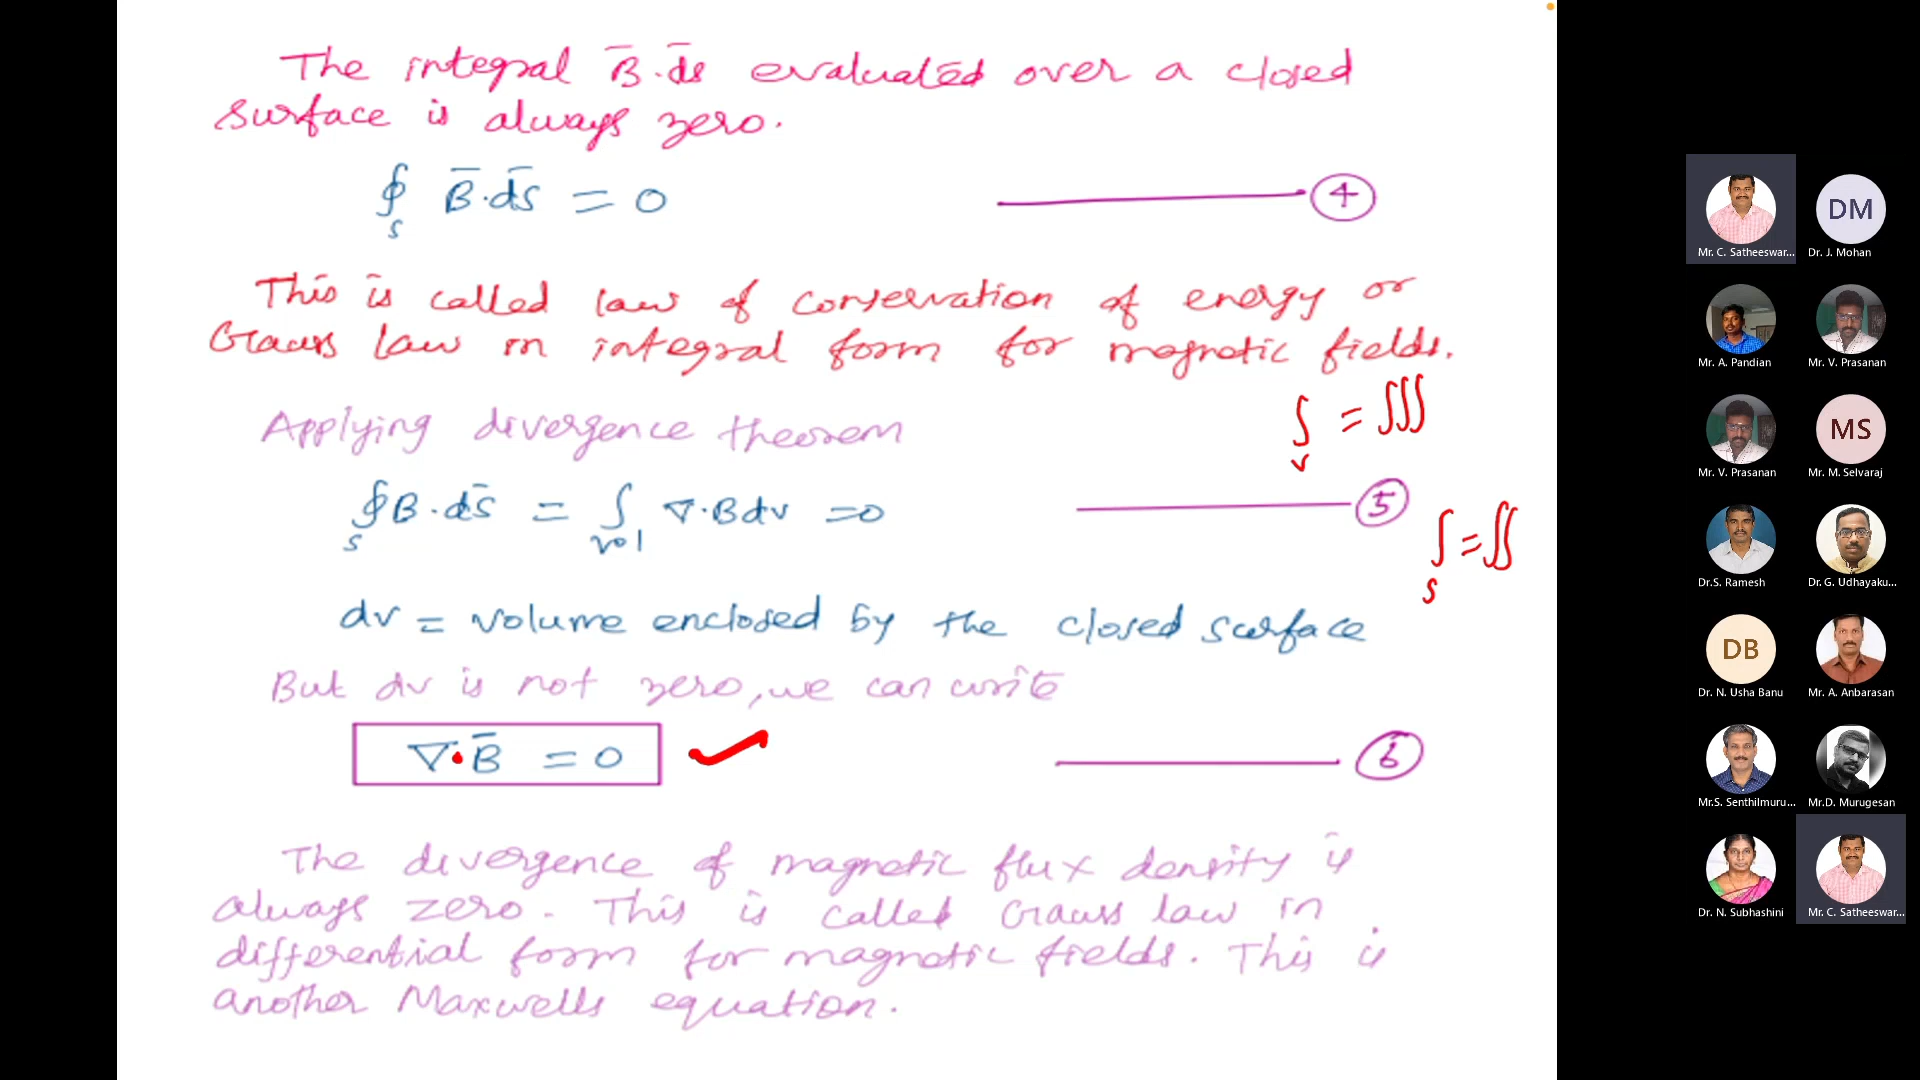 The integral B̄.d̄s evaluated over a closed
surface is always zero.
∮ₛ B̄.d̄s = 0 ④
This is called law of conservation of energy or
Gauss law in integral form for magnetic fields.
Applying divergence theorem
∫ᵥ = ∫∫∫
∮ₛ B.ds̄ = ∫vol ∇.Bdv =0 ⑤
∫ₛ = ∫∫
dv = volume enclosed by the closed surface
But dv is not zero, we can write
∇.B̄ = 0 ⑥
The divergence of magnetic flux density is
always zero. This is called Gauss law in
differential form for magnetic fields. This is
another Maxwells equation.
Mr. C. Satheeswar...
DM
Dr. J. Mohan
Mr. A. Pandian
Mr. V. Prasanan
Mr. V. Prasanan
MS
Mr. M. Selvaraj
Dr.S. Ramesh
Dr. G. Udhayaku...
DB
Dr. N. Usha Banu
Mr. A. Anbarasan
Mr.S. Senthilmuru...
Mr.D. Murugesan
Dr. N. Subhashini
Mr. C. Satheeswar...